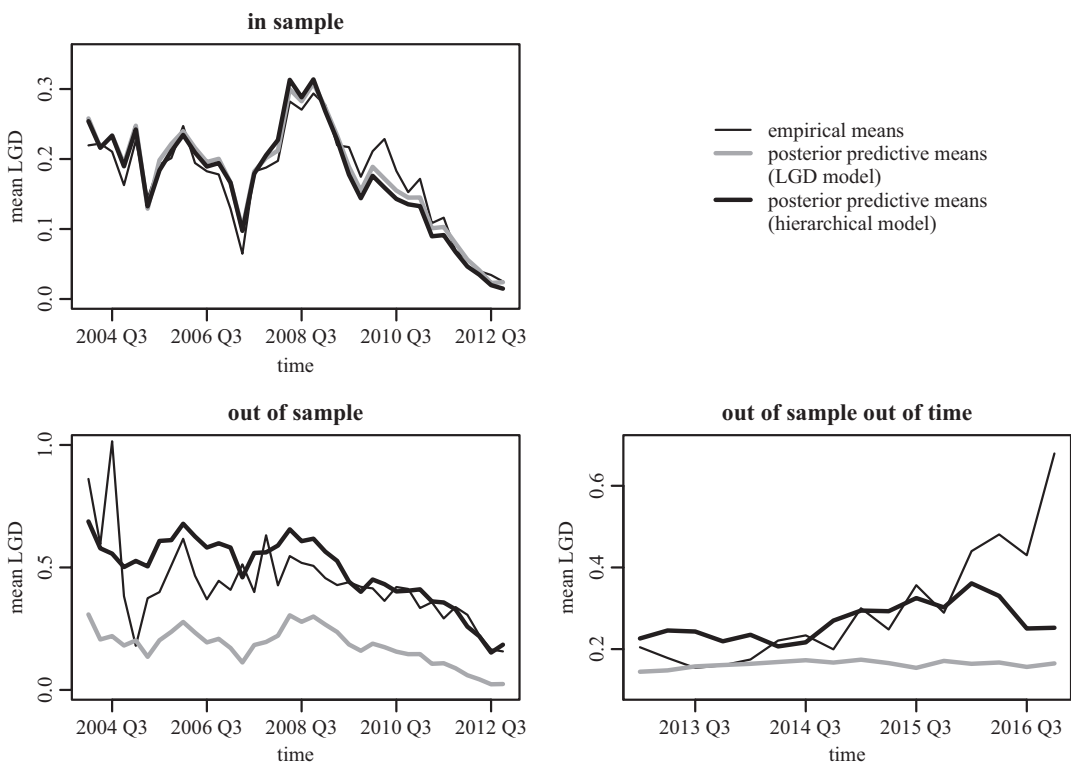 in sample
mean LGD
0.3
0.2
0.1
0.0
2004 Q3 2006 Q3 2008 Q3 2010 Q3 2012 Q3
time
empirical means
posterior predictive means
(LGD model)
posterior predictive means
(hierarchical model)
out of sample
mean LGD
1.0
0.5
0.0
2004 Q3 2006 Q3 2008 Q3 2010 Q3 2012 Q3
time
out of sample out of time
mean LGD
0.6
0.4
0.2
2013 Q3 2014 Q3 2015 Q3 2016 Q3
time